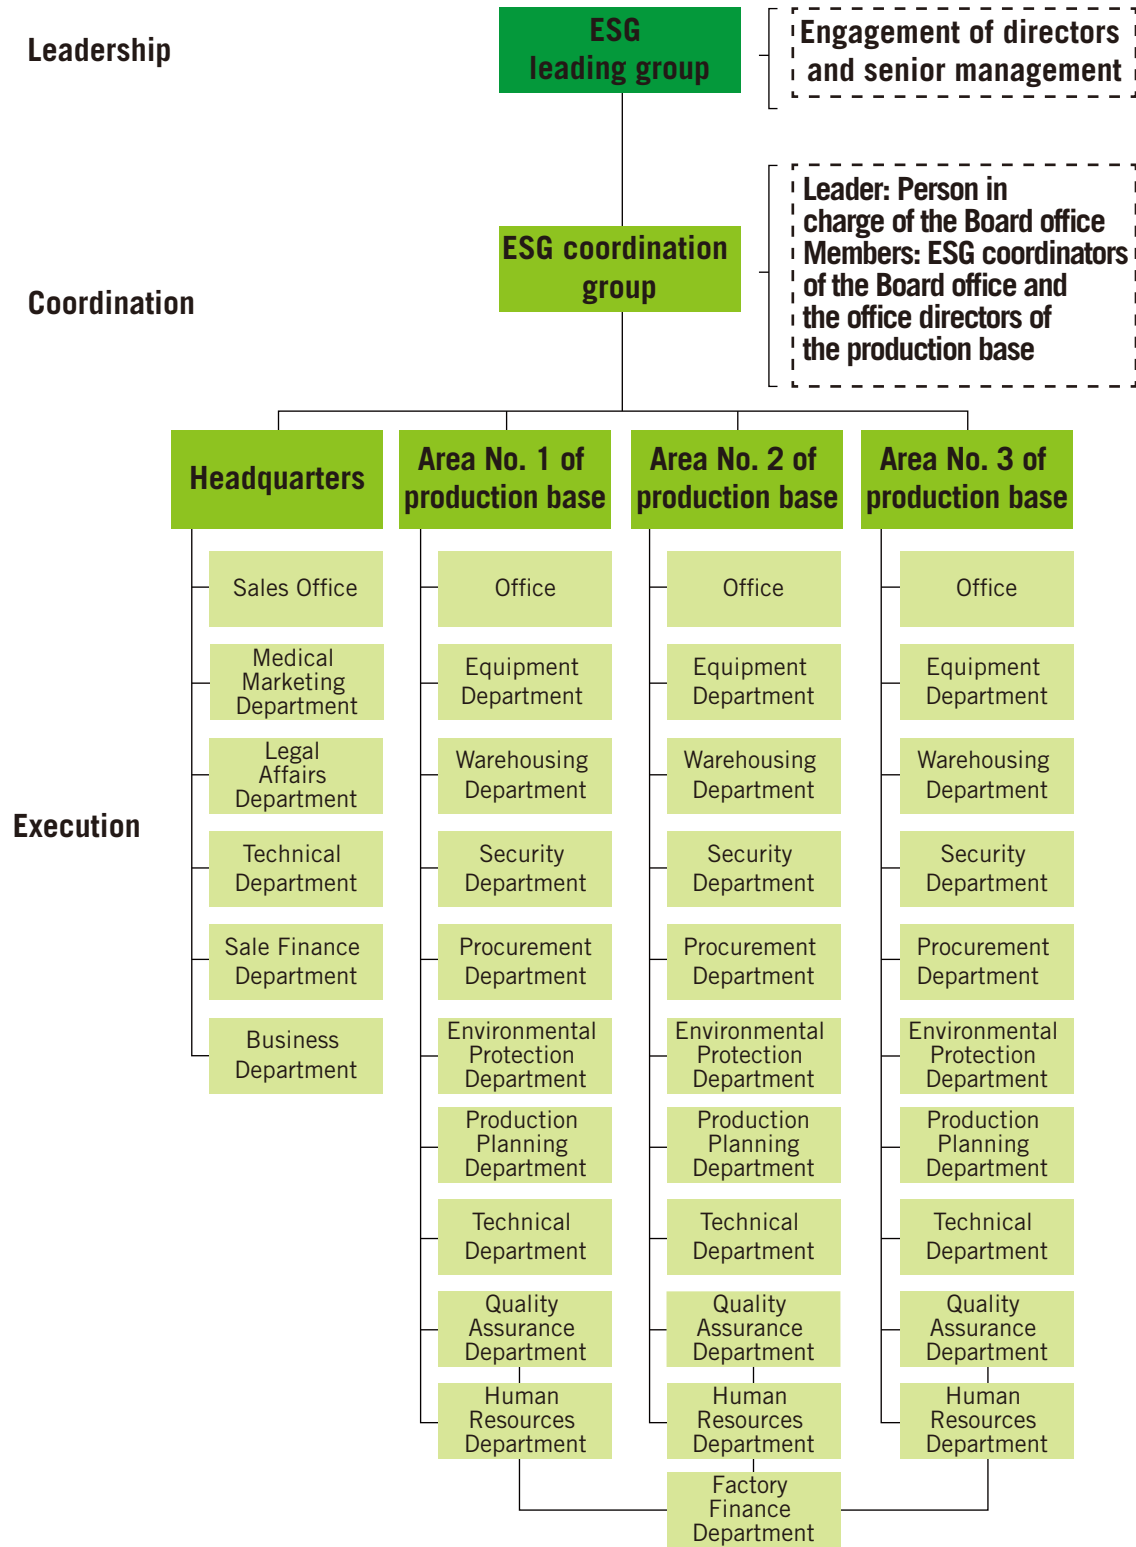 Leadership
ESG
leading group
Engagement of directors
and senior management
Coordination
ESG coordination
group
Leader: Person in
charge of the Board office
Members: ESG coordinators
of the Board office and
the office directors of
the production base
Execution
Headquarters
Sales Office
Medical
Marketing
Department
Legal
Affairs
Department
Technical
Department
Sale Finance
Department
Business
Department
Area No. 1 of
production base
Office
Equipment
Department
Warehousing
Department
Security
Department
Procurement
Department
Environmental
Protection
Department
Production
Planning
Department
Technical
Department
Quality
Assurance
Department
Human
Resources
Department
Area No. 2 of
production base
Office
Equipment
Department
Warehousing
Department
Security
Department
Procurement
Department
Environmental
Protection
Department
Production
Planning
Department
Technical
Department
Quality
Assurance
Department
Human
Resources
Department
Area No. 3 of
production base
Office
Equipment
Department
Warehousing
Department
Security
Department
Procurement
Department
Environmental
Protection
Department
Production
Planning
Department
Technical
Department
Quality
Assurance
Department
Human
Resources
Department
Factory
Finance
Department